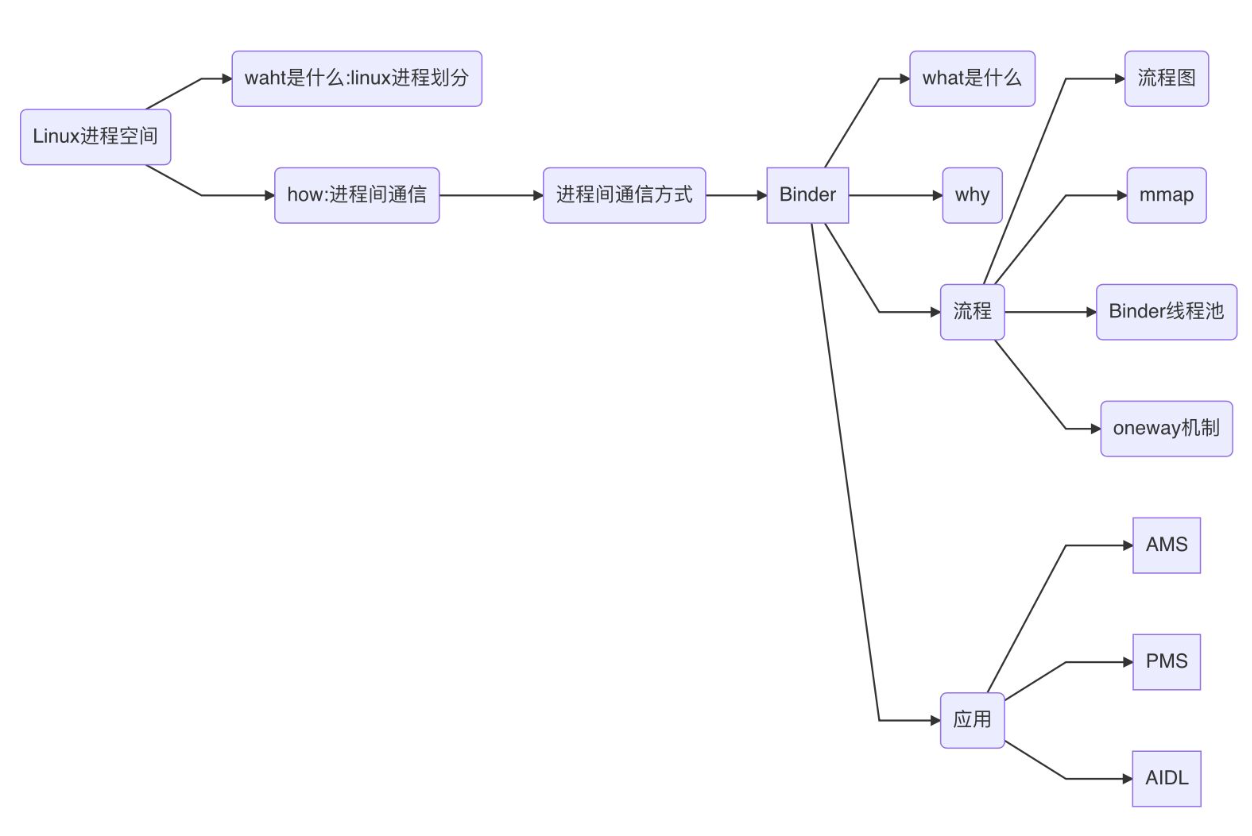 Linux进程空间
waht是什么:linux进程划分
how:进程间通信
进程间通信方式
Binder
what是什么
why
流程
流程图
mmap
Binder线程池
oneway机制
应用
AMS
PMS
AIDL